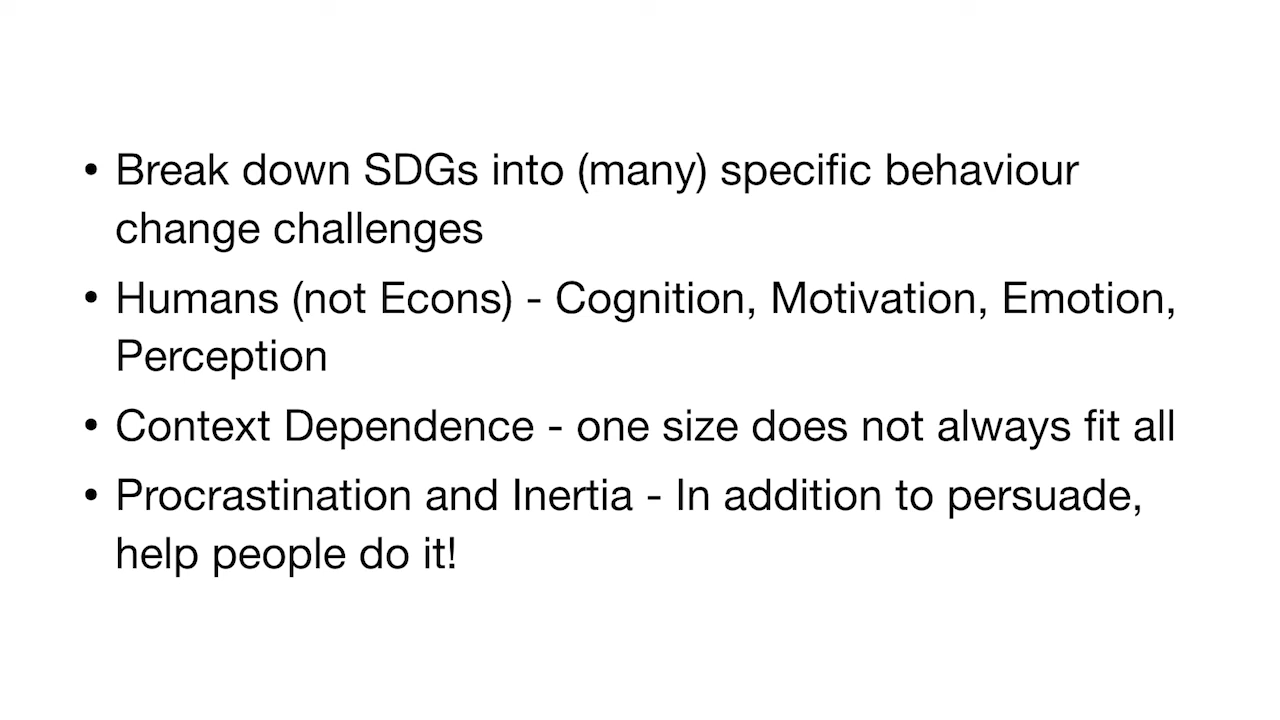 • Break down SDGs into (many) specific behaviour
change challenges
• Humans (not Econs) - Cognition, Motivation, Emotion,
Perception
• Context Dependence - one size does not always fit all
• Procrastination and Inertia - In addition to persuade,
help people do it!